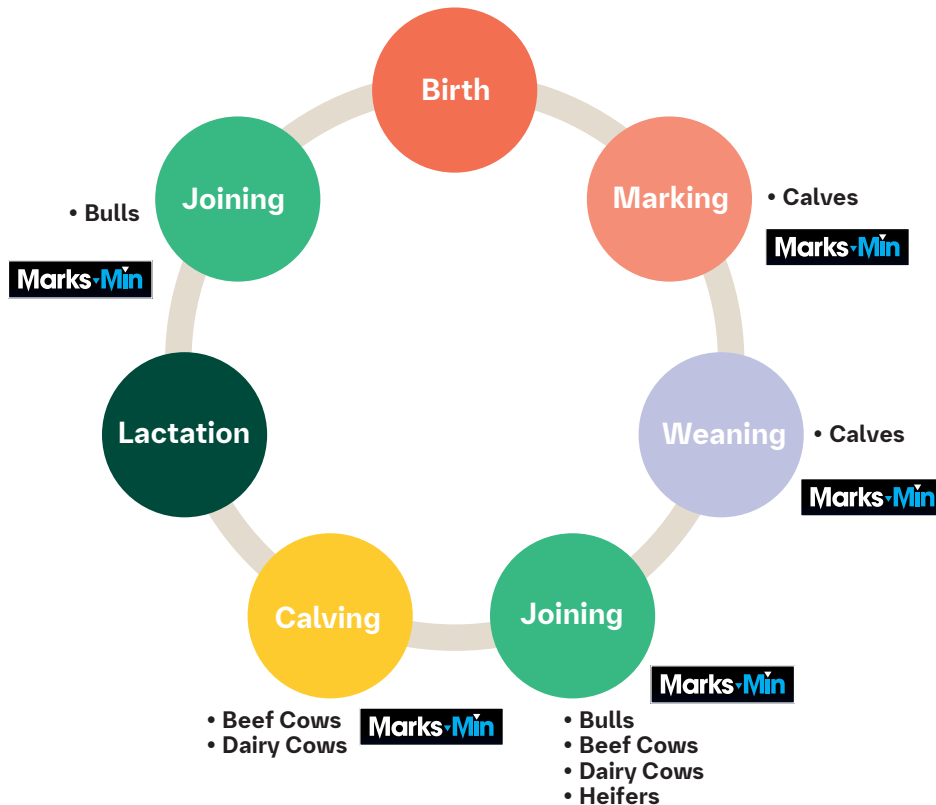 Birth
Marking
• Calves
Marks-Min
Weaning
• Calves
Marks-Min
Joining
Marks-Min
• Bulls
• Beef Cows
• Dairy Cows
• Heifers
Calving
• Beef Cows
• Dairy Cows
Marks-Min
Lactation
Joining
• Bulls
Marks-Min